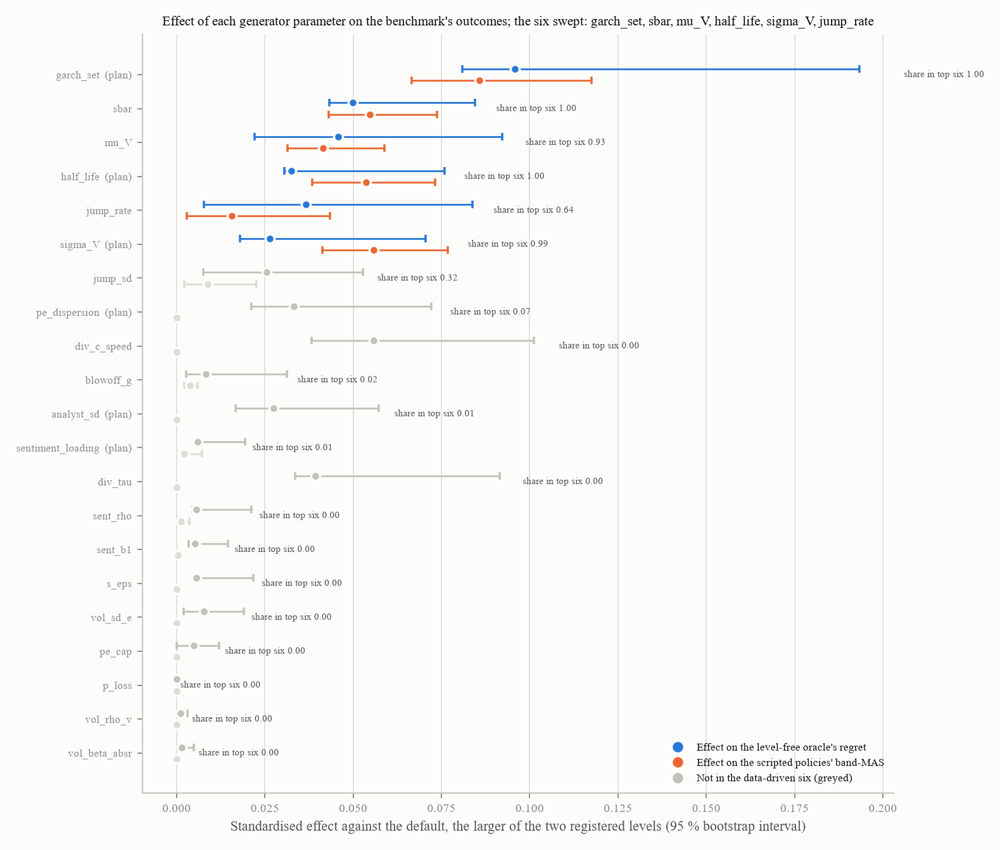 Effect of each generator parameter on the benchmark's outcomes; the six swept: garch_set, sbar, mu_V, half_life, sigma_V, jump_rate
garch_set (plan)
share in top six 1.00
sbar
share in top six 1.00
mu_V
share in top six 0.93
half_life (plan)
share in top six 1.00
jump_rate
share in top six 0.64
sigma_V (plan)
share in top six 0.99
jump_sd
share in top six 0.32
pe_dispersion (plan)
share in top six 0.07
div_c_speed
share in top six 0.00
blowoff_g
share in top six 0.02
analyst_sd (plan)
share in top six 0.01
sentiment_loading (plan)
share in top six 0.01
div_tau
share in top six 0.00
sent_rho
share in top six 0.00
sent_b1
share in top six 0.00
s_eps
share in top six 0.00
vol_sd_e
share in top six 0.00
pe_cap
share in top six 0.00
p_loss
share in top six 0.00
vol_rho_v
share in top six 0.00
vol_beta_absr
share in top six 0.00
Effect on the level-free oracle's regret
Effect on the scripted policies' band-MAS
Not in the data-driven six (greyed)
0.000 0.025 0.050 0.075 0.100 0.125 0.150 0.175 0.200
Standardised effect against the default, the larger of the two registered levels (95 % bootstrap interval)